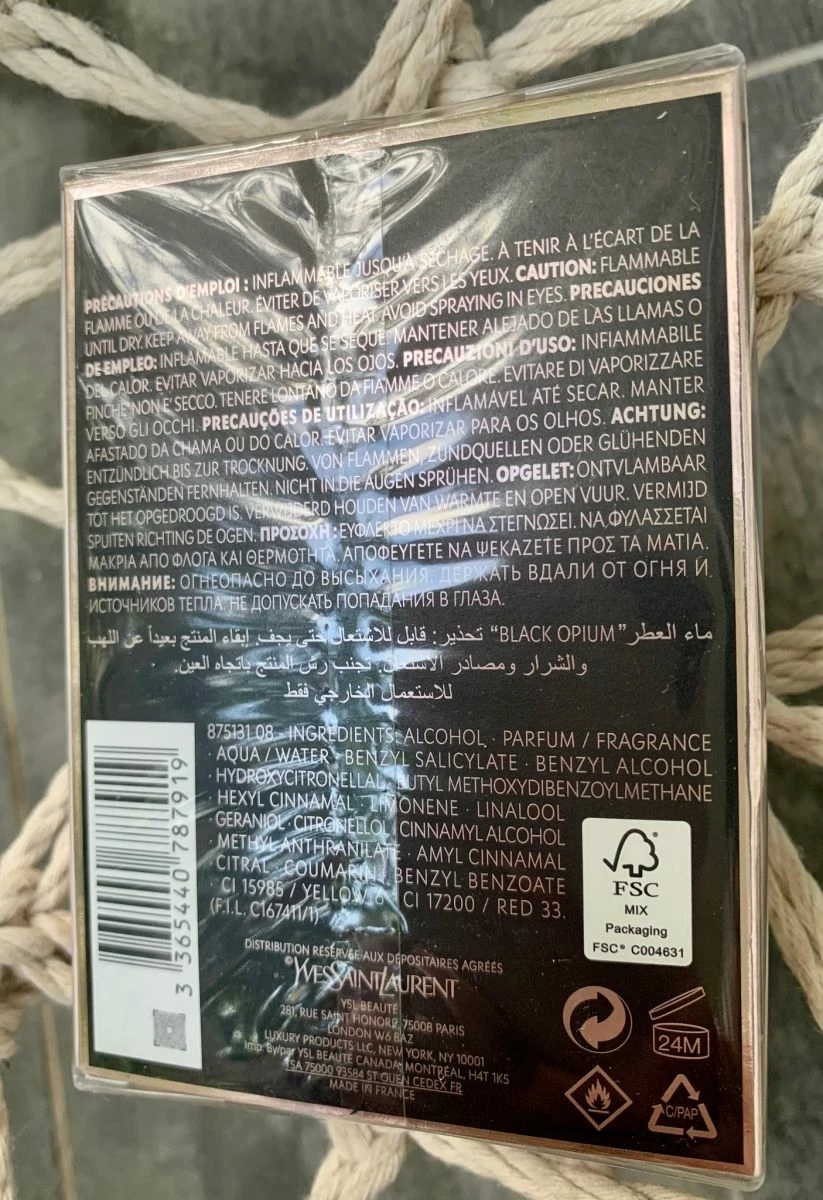 PRÉCAUTIONS D'EMPLOI : INFLAMMABLE JUSQU'À SÉCHAGE. À TENIR À L'ÉCART DE LA
FLAMME OU DE LA CHALEUR. ÉVITER DE VAPORISER VERS LES YEUX. CAUTION: FLAMMABLE
UNTIL DRY. KEEP AWAY FROM FLAMES AND HEAT. AVOID SPRAYING IN EYES. PRECAUCIONES
DE EMPLEO: INFLAMABLE HASTA QUE SE SEQUE. MANTENER ALEJADO DE LAS LLAMAS O
DEL CALOR. EVITAR VAPORIZAR HACIA LOS OJOS. PRECAUZIONI D'USO: INFIAMMABILE
FINCHE' NON E' SECCO. TENERE LONTANO DA FIAMME O CALORE. EVITARE DI VAPORIZZARE
VERSO GLI OCCHI. PRECAUÇÕES DE UTILIZAÇÃO: INFLAMÁVEL ATÉ SECAR. MANTER
AFASTADO DA CHAMA OU DO CALOR. EVITAR VAPORIZAR PARA OS OLHOS. ACHTUNG:
ENTZÜNDLICH BIS ZUR TROCKNUNG. VON FLAMMEN, ZÜNDQUELLEN ODER GLÜHENDEN
GEGENSTÄNDEN FERNHALTEN. NICHT IN DIE AUGEN SPRÜHEN. OPGELET: ONTVLAMBAAR
TOT HET OPGEDROOGD IS. VERWIJDERD HOUDEN VAN WARMTE EN OPEN VUUR. VERMIJD
SPUITEN RICHTING DE OGEN. ΠΡΟΣΟΧΗ: ΕΥΦΛΕΚΤΟ ΜΕΧΡΙ ΝΑ ΣΤΕΓΝΩΣΕΙ. ΝΑ ΦΥΛΑΣΣΕΤΑΙ
ΜΑΚΡΙΑ ΑΠΟ ΦΛΟΓΑ ΚΑΙ ΘΕΡΜΟΤΗΤΑ. ΑΠΟΦΕΥΓΕΤΕ ΝΑ ΨΕΚΑΖΕΤΕ ΠΡΟΣ ΤΑ ΜΑΤΙΑ.
ВНИМАНИЕ: ОГНЕОПАСНО ДО ВЫСЫХАНИЯ. ДЕРЖАТЬ ВДАЛИ ОТ ОГНЯ И
ИСТОЧНИКОВ ТЕПЛА. НЕ ДОПУСКАТЬ ПОПАДАНИЯ В ГЛАЗА.
ماء العطر "BLACK OPIUM" تحذير: قابل للاشتعال حتى يجف. إبقاء المنتج بعيداً عن اللهب
والشرار ومصادر الاشتعال. تجنب رش المنتج باتجاه العين.
للاستعمال الخارجي فقط
875131 08 - INGREDIENTS: ALCOHOL · PARFUM / FRAGRANCE
· AQUA / WATER · BENZYL SALICYLATE · BENZYL ALCOHOL
· HYDROXYCITRONELLAL · BUTYL METHOXYDIBENZOYLMETHANE
· HEXYL CINNAMAL · LIMONENE · LINALOOL
· GERANIOL · CITRONELLOL · CINNAMYL ALCOHOL
· METHYL ANTHRANILATE · AMYL CINNAMAL
· CITRAL · COUMARIN · BENZYL BENZOATE
· CI 15985 / YELLOW 6 · CI 17200 / RED 33.
(F.I.L. C167411/1)
3 365440 787919
FSC
MIX
Packaging
FSC® C004631
DISTRIBUTION RÉSERVÉE AUX DÉPOSITAIRES AGRÉÉS
©YVESSAINTLAURENT
YSL BEAUTÉ
281, RUE SAINT HONORÉ, 75008 PARIS
LONDON W6 8AZ
LUXURY PRODUCTS LLC, NEW YORK, NY 10001
Imp. By/par YSL BEAUTÉ CANADA, MONTRÉAL, H4T 1K5
TSA 75000 93584 ST OUEN CEDEX FR
MADE IN FRANCE
24M
C/PAP